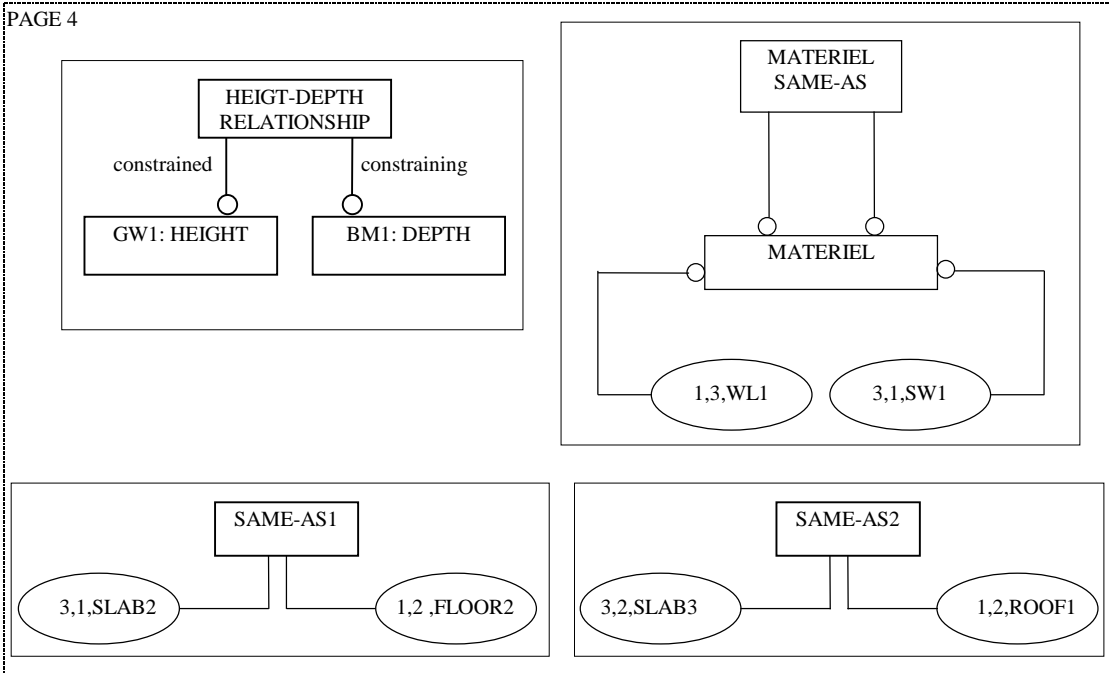 PAGE 4
HEIGT-DEPTH
RELATIONSHIP
constrained
constraining
GW1: HEIGHT
BM1: DEPTH
MATERIEL
SAME-AS
MATERIEL
1,3,WL1
3,1,SW1
SAME-AS1
3,1,SLAB2
1,2 ,FLOOR2
SAME-AS2
3,2,SLAB3
1,2,ROOF1